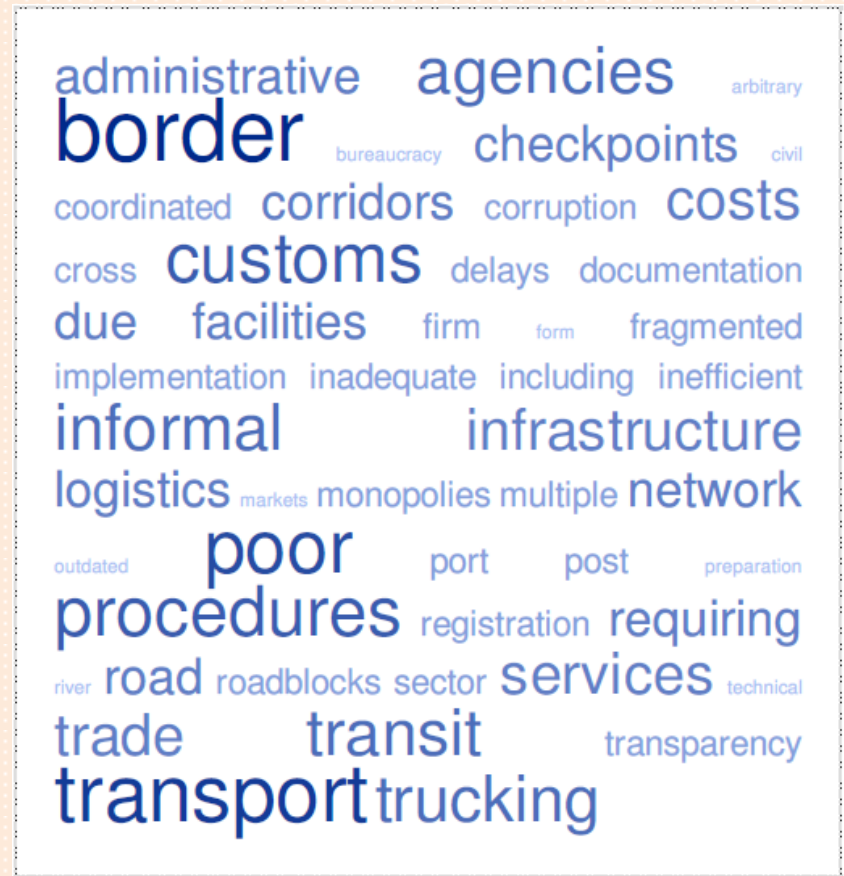 administrative agencies arbitrary
border bureaucracy checkpoints civil
coordinated corridors corruption costs
cross customs delays documentation
due facilities firm form fragmented
implementation inadequate including inefficient
informal infrastructure
logistics markets monopolies multiple network
outdated poor port post preparation
procedures registration requiring
river road roadblocks sector services technical
trade transit transparency
transport trucking